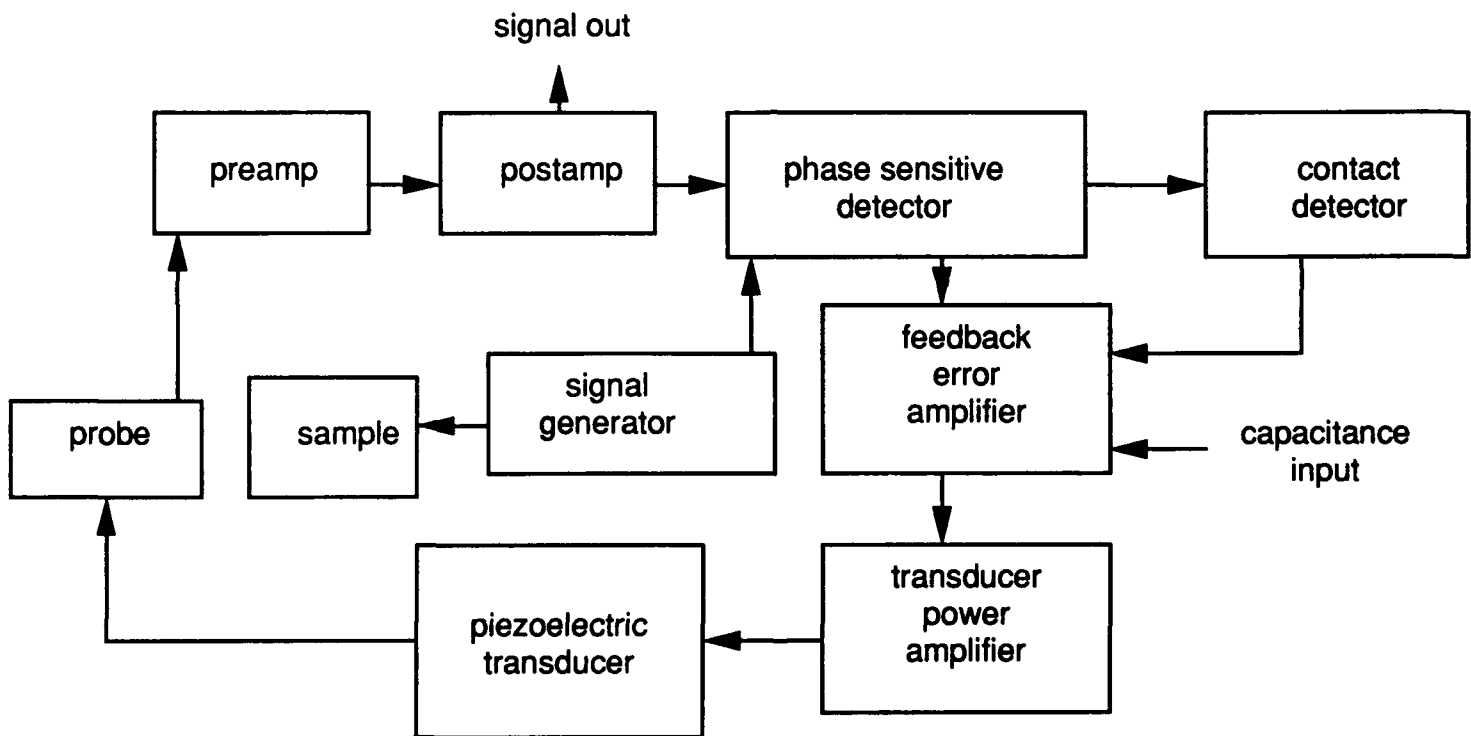 signal out
preamp
postamp
phase sensitive
detector
contact
detector
feedback
error
amplifier
signal
generator
sample
probe
capacitance
input
transducer
power
amplifier
piezoelectric
transducer